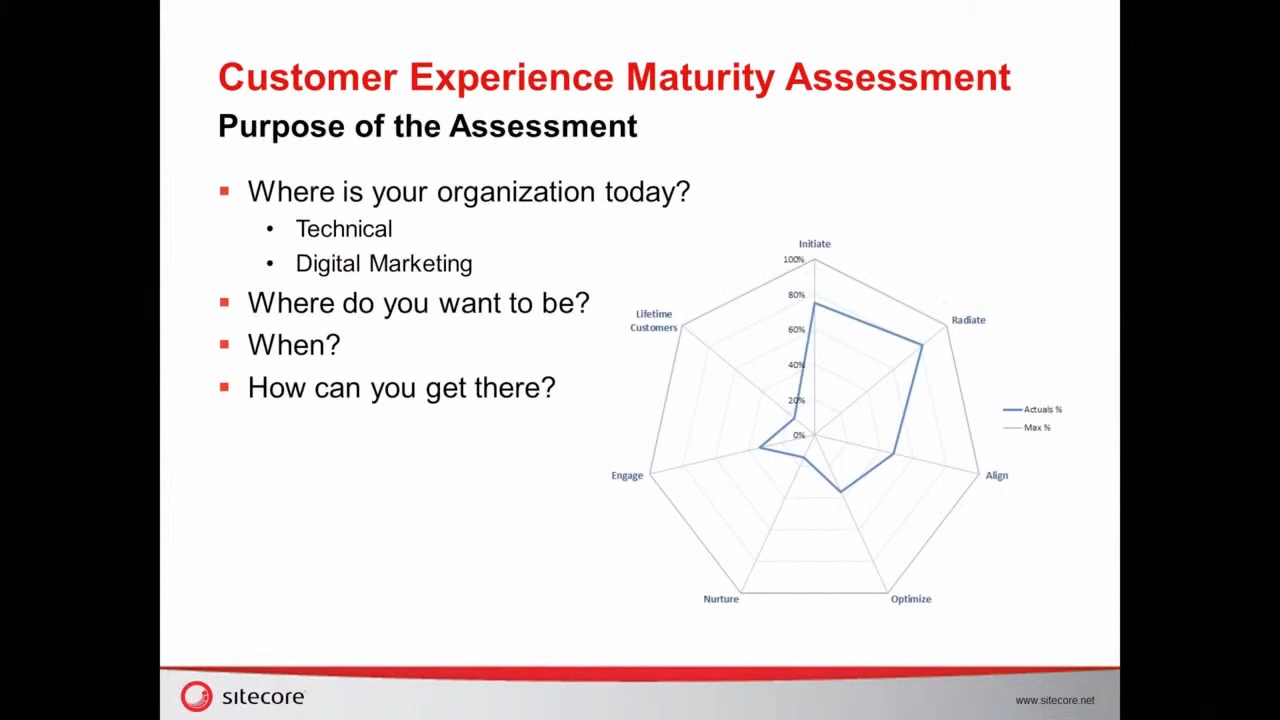 Customer Experience Maturity Assessment
Purpose of the Assessment
Where is your organization today?
Technical
Digital Marketing
Where do you want to be?
When?
How can you get there?
Initiate
100%
80%
60%
40%
20%
0%
Radiate
Align
Optimize
Nurture
Engage
Lifetime
Customers
Actuals %
Max %
sitecore
www.sitecore.net